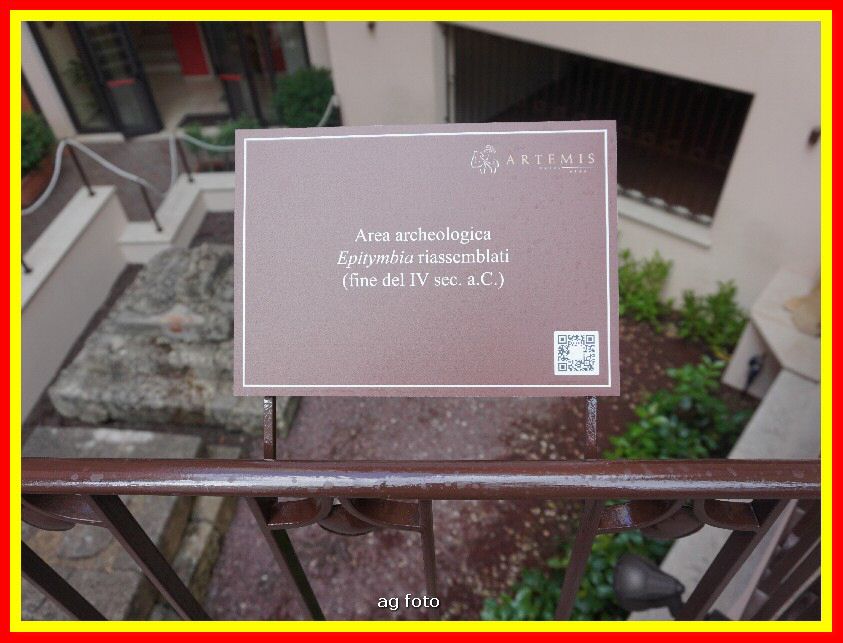 ARTEMIS
Area archeologica
Epitymbia riassemblati
(fine del IV sec. a.C.)
ag foto